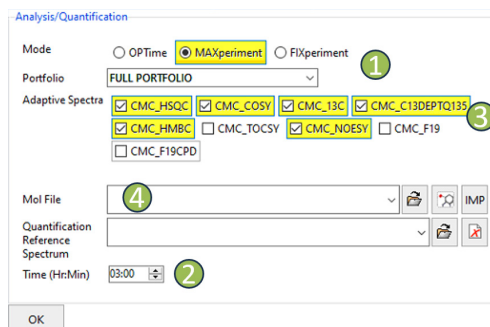 Analysis/Quantification
Mode OPTime MAXperiment FIXperiment
1
Portfolio FULL PORTFOLIO
Adaptive Spectra CMC_HSQC CMC_COSY CMC_13C CMC_C13DEPTQ135
3
CMC_HMBC CMC_TOCSY CMC_NOESY CMC_F19
CMC_F19CPD
Mol File 4 IMP
Quantification
Reference
Spectrum
Time (Hr:Min) 03:00 2
OK